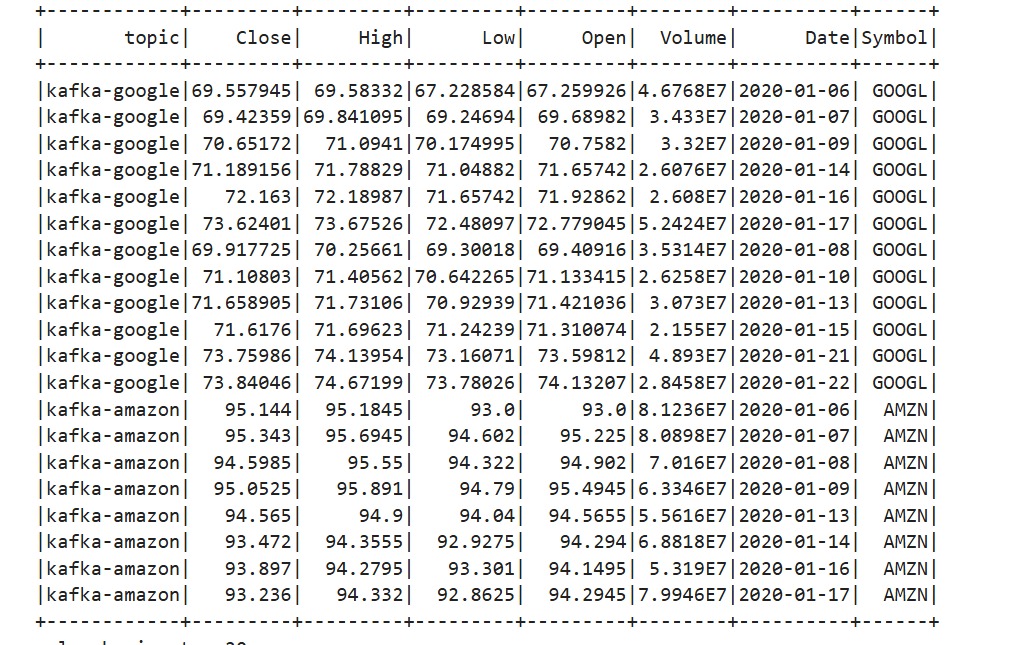 +------------+---------+---------+---------+---------+--------+----------+------+
|       topic|    Close|     High|      Low|     Open|  Volume|      Date|Symbol|
+------------+---------+---------+---------+---------+--------+----------+------+
|kafka-google|69.557945| 69.58332|67.228584|67.259926|4.6768E7|2020-01-06| GOOGL|
|kafka-google| 69.42359|69.841095| 69.24694| 69.68982| 3.433E7|2020-01-07| GOOGL|
|kafka-google| 70.65172|  71.0941|70.174995|  70.7582|  3.32E7|2020-01-09| GOOGL|
|kafka-google|71.189156| 71.78829| 71.04882| 71.65742|2.6076E7|2020-01-14| GOOGL|
|kafka-google|   72.163| 72.18987| 71.65742| 71.92862| 2.608E7|2020-01-16| GOOGL|
|kafka-google| 73.62401| 73.67526| 72.48097|72.779045|5.2424E7|2020-01-17| GOOGL|
|kafka-google|69.917725| 70.25661| 69.30018| 69.40916|3.5314E7|2020-01-08| GOOGL|
|kafka-google| 71.10803| 71.40562|70.642265|71.133415|2.6258E7|2020-01-10| GOOGL|
|kafka-google|71.658905| 71.73106| 70.92939|71.421036| 3.073E7|2020-01-13| GOOGL|
|kafka-google|  71.6176| 71.69623| 71.24239|71.310074| 2.155E7|2020-01-15| GOOGL|
|kafka-google| 73.75986| 74.13954| 73.16071| 73.59812| 4.893E7|2020-01-21| GOOGL|
|kafka-google| 73.84046| 74.67199| 73.78026| 74.13207|2.8458E7|2020-01-22| GOOGL|
|kafka-amazon|   95.144|  95.1845|     93.0|     93.0|8.1236E7|2020-01-06|  AMZN|
|kafka-amazon|   95.343|  95.6945|   94.602|   95.225|8.0898E7|2020-01-07|  AMZN|
|kafka-amazon|  94.5985|    95.55|   94.322|   94.902| 7.016E7|2020-01-08|  AMZN|
|kafka-amazon|  95.0525|   95.891|    94.79|  95.4945|6.3346E7|2020-01-09|  AMZN|
|kafka-amazon|   94.565|     94.9|    94.04|  94.5655|5.5616E7|2020-01-13|  AMZN|
|kafka-amazon|   93.472|  94.3555|  92.9275|   94.294|6.8818E7|2020-01-14|  AMZN|
|kafka-amazon|   93.897|  94.2795|   93.301|  94.1495| 5.319E7|2020-01-16|  AMZN|
|kafka-amazon|   93.236|   94.332|  92.8625|  94.2945|7.9946E7|2020-01-17|  AMZN|
+------------+---------+---------+---------+---------+--------+----------+------+